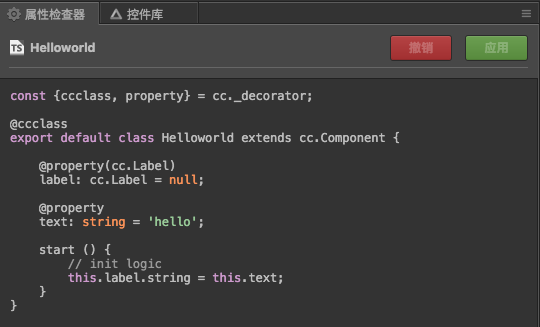 属性检查器 控件库
TS Helloworld 撤销 应用
const {ccclass, property} = cc._decorator;
@ccclass
export default class Helloworld extends cc.Component {
@property(cc.Label)
label: cc.Label = null;
@property
text: string = 'hello';
start () {
// init logic
this.label.string = this.text;
}
}